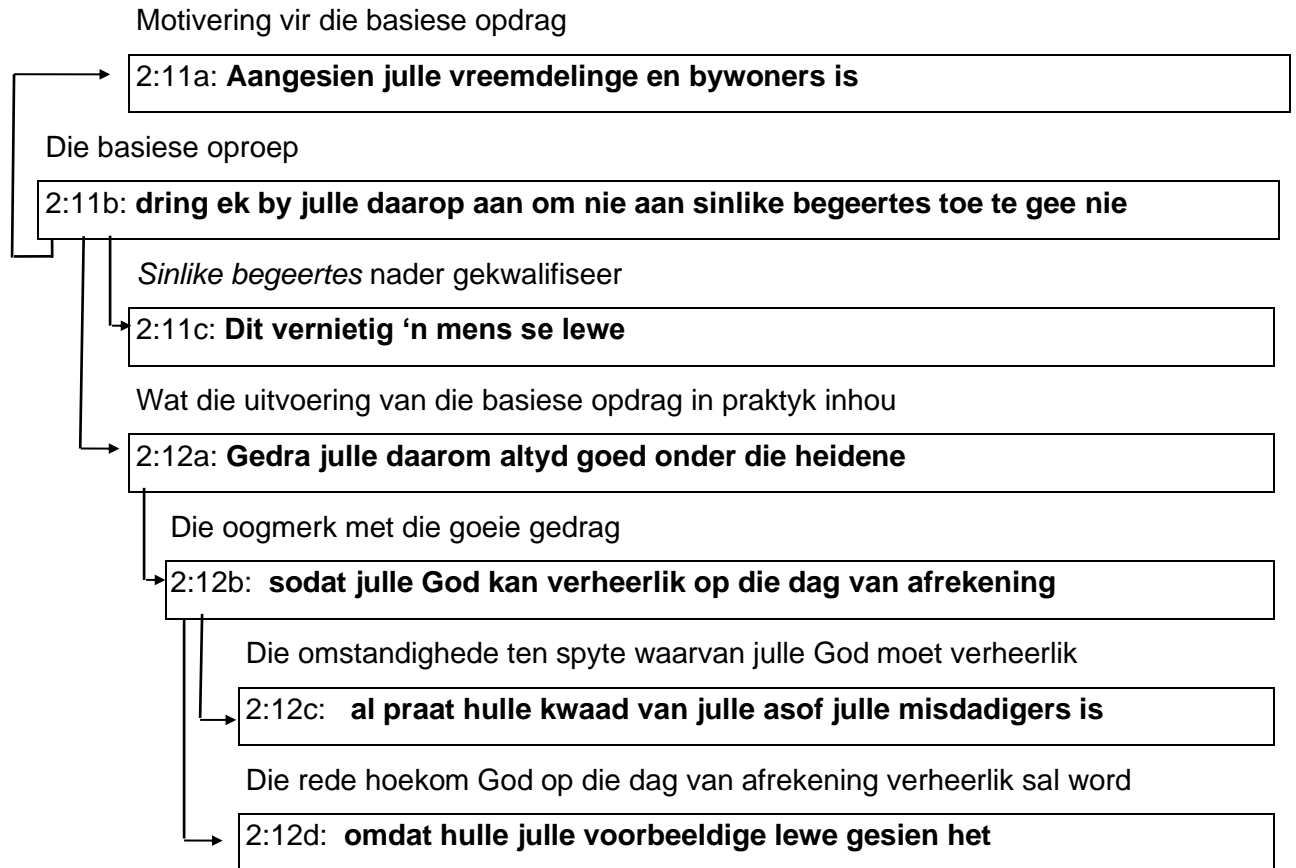 Motivering vir die basiese opdrag
2:11a: Aangesien julle vreemdelinge en bywoners is
Die basiese oproep
2:11b: dring ek by julle daarop aan om nie aan sinlike begeertes toe te gee nie
Sinlike begeertes nader gekwalifiseer
2:11c: Dit vernietig ‘n mens se lewe
Wat die uitvoering van die basiese opdrag in praktyk inhou
2:12a: Gedra julle daarom altyd goed onder die heidene
Die oogmerk met die goeie gedrag
2:12b: sodat julle God kan verheerlik op die dag van afrekening
Die omstandighede ten spyte waarvan julle God moet verheerlik
2:12c: al praat hulle kwaad van julle asof julle misdadigers is
Die rede hoekom God op die dag van afrekening verheerlik sal word
2:12d: omdat hulle julle voorbeeldige lewe gesien het